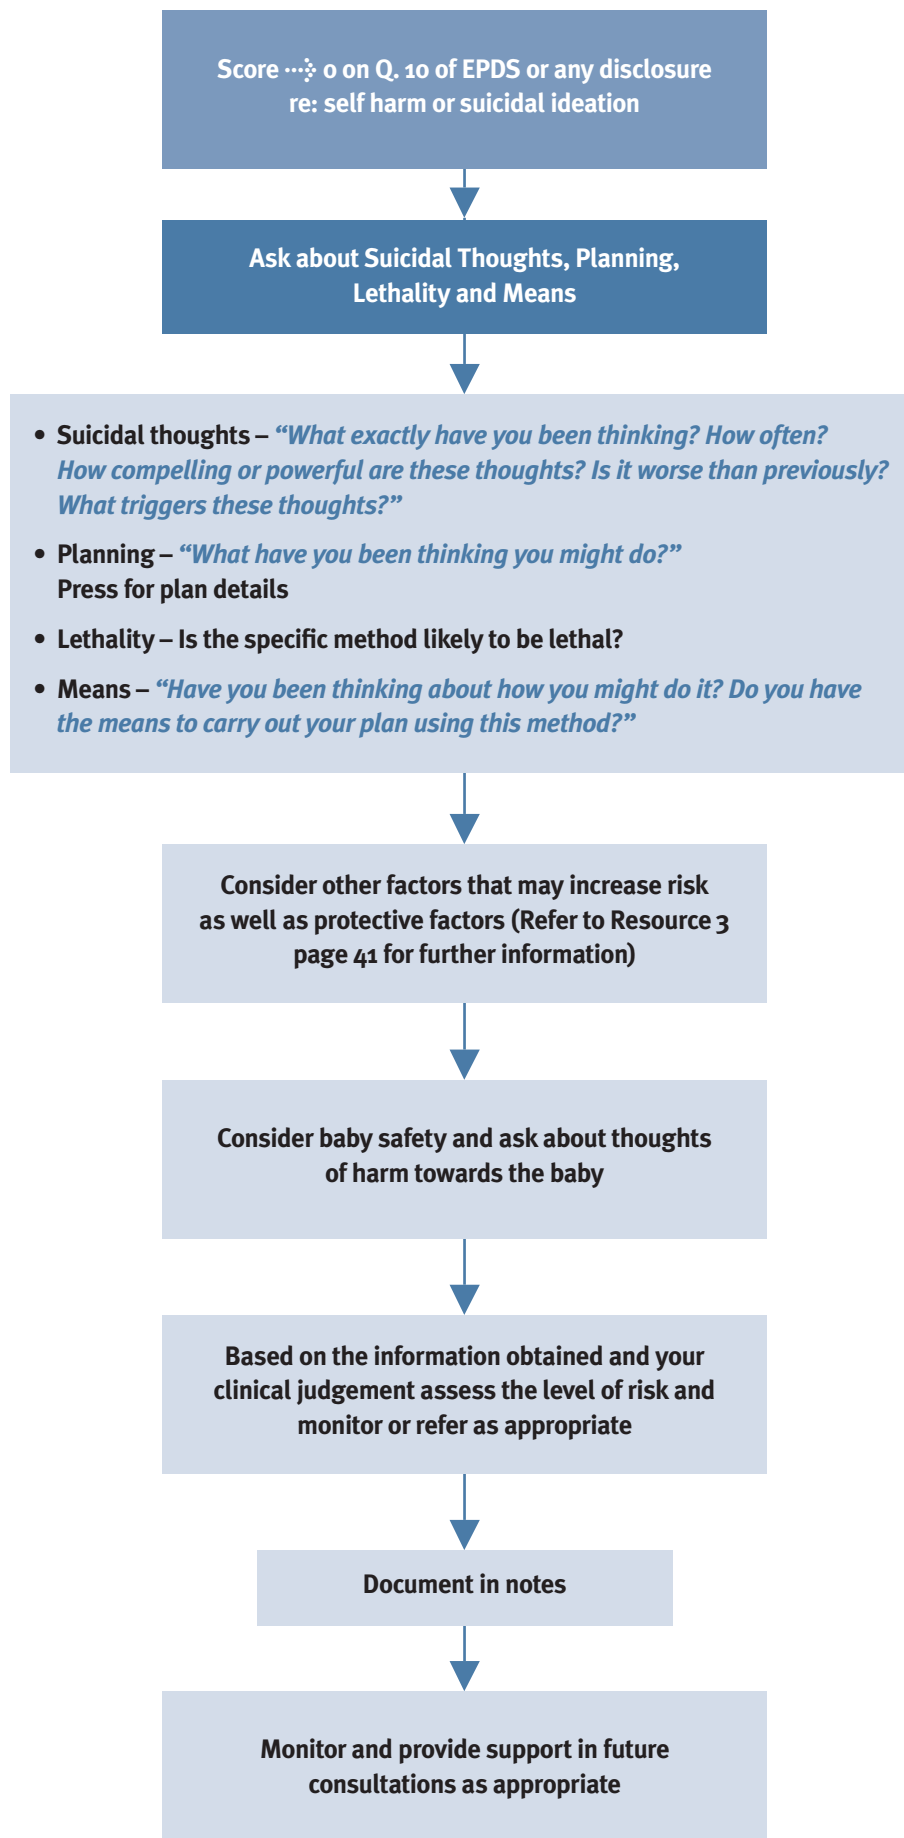 Score ⇢ 0 on Q. 10 of EPDS or any disclosure
re: self harm or suicidal ideation
Ask about Suicidal Thoughts, Planning,
Lethality and Means
• Suicidal thoughts – “What exactly have you been thinking? How often?
How compelling or powerful are these thoughts? Is it worse than previously?
What triggers these thoughts?”
• Planning – “What have you been thinking you might do?”
Press for plan details
• Lethality – Is the specific method likely to be lethal?
• Means – “Have you been thinking about how you might do it? Do you have
the means to carry out your plan using this method?”
Consider other factors that may increase risk
as well as protective factors (Refer to Resource 3
page 41 for further information)
Consider baby safety and ask about thoughts
of harm towards the baby
Based on the information obtained and your
clinical judgement assess the level of risk and
monitor or refer as appropriate
Document in notes
Monitor and provide support in future
consultations as appropriate